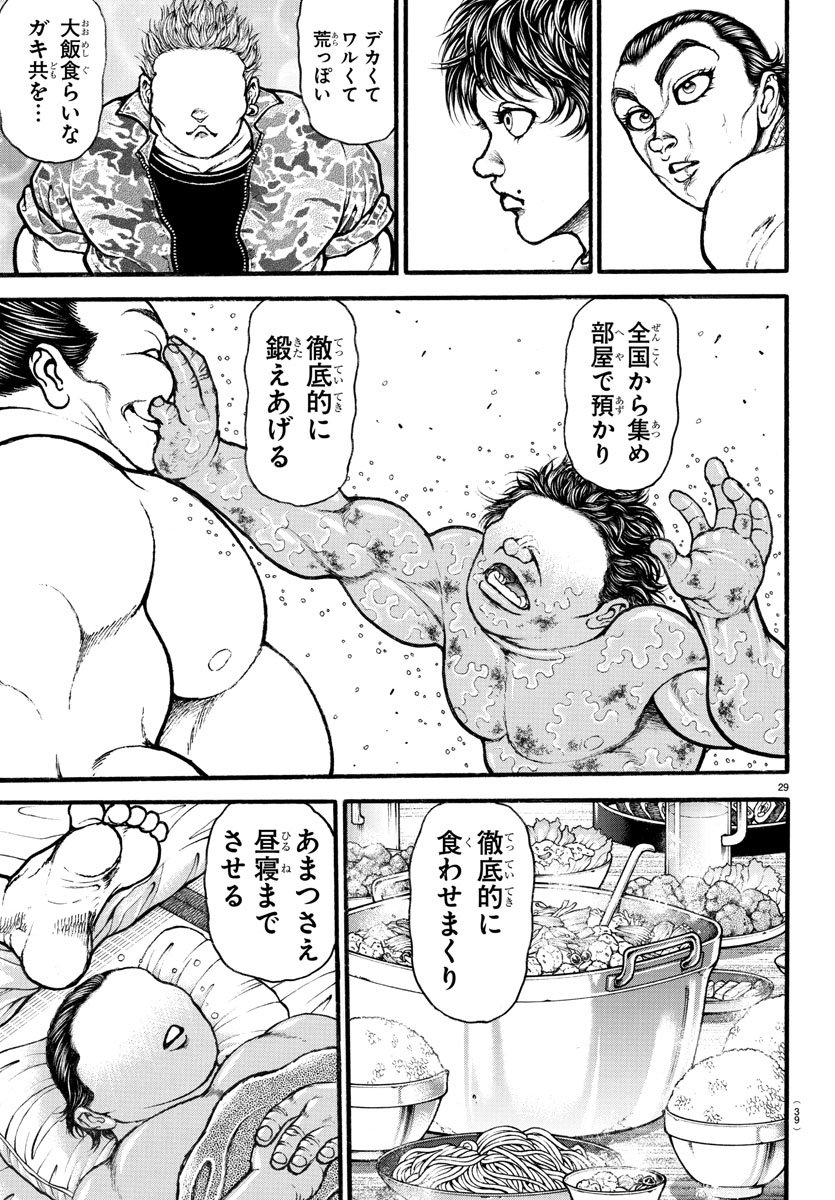 デカくて
ワルくて
荒っぽい
大飯食らいな
ガキ共を…
全国から集め
部屋で預かり
徹底的に
鍛えあげる
29
徹底的に
食わせまくり
あまつさえ
昼寝まで
させる
(39)